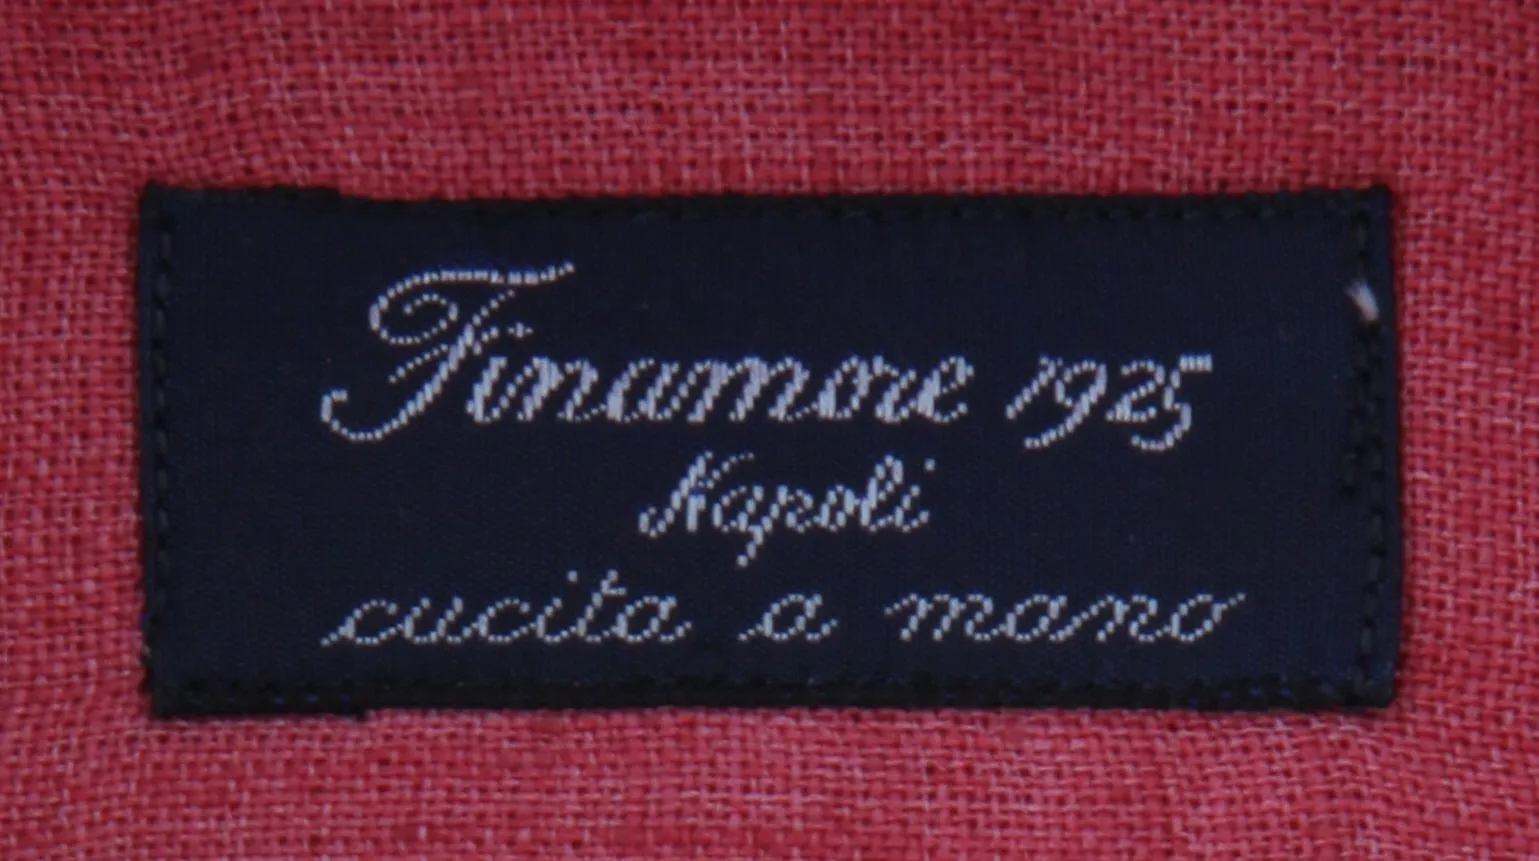 Finamore 1925
Napoli
cucita a mano